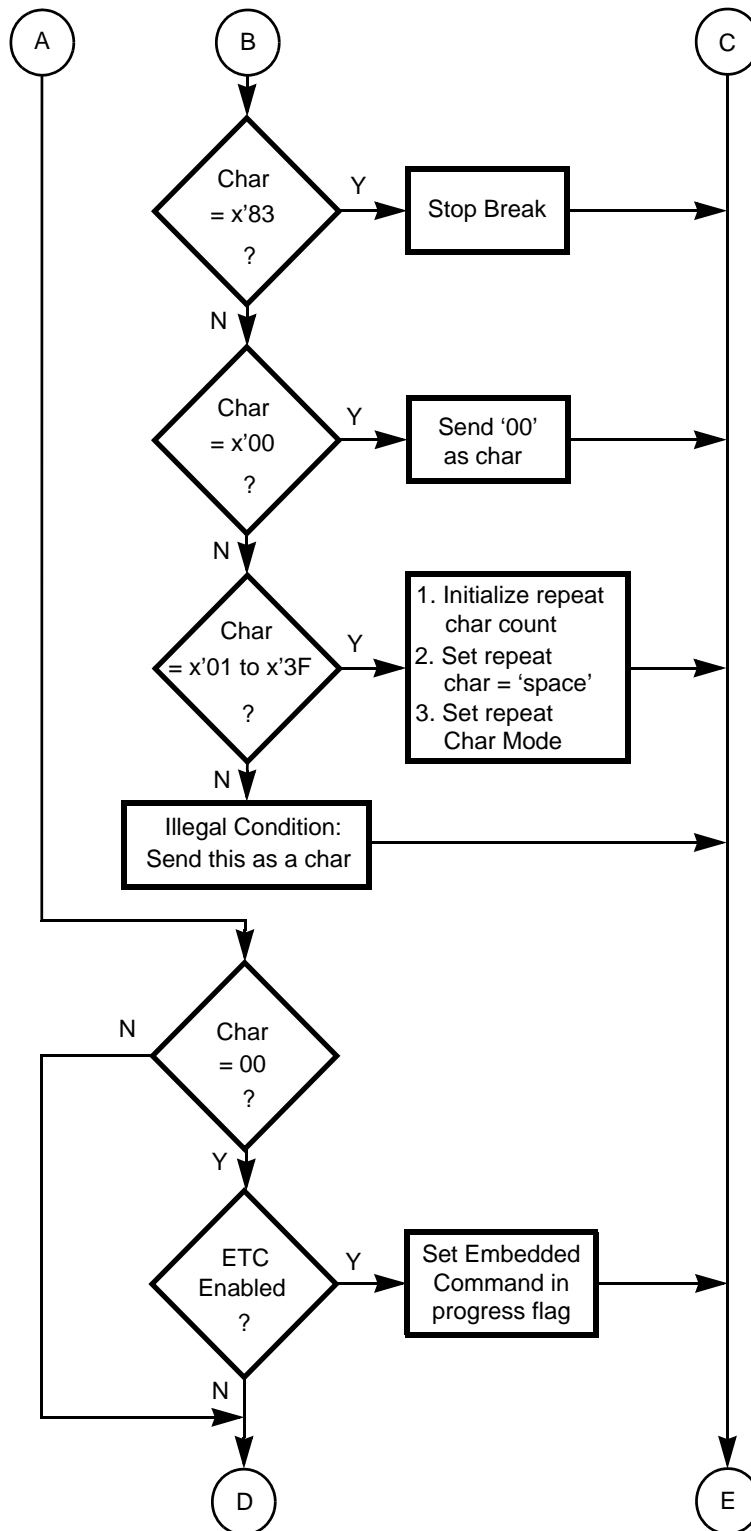 A
B
C
Char
= x'83
?
Y
Stop Break
N
Char
= x'00
?
Y
Send ‘00’
as char
N
Char
= x'01 to x'3F
?
Y
1. Initialize repeat
char count
2. Set repeat
char = ‘space’
3. Set repeat
Char Mode
N
Illegal Condition:
Send this as a char
N
Char
= 00
?
Y
ETC
Enabled
?
Y
Set Embedded
Command in
progress flag
N
D
E